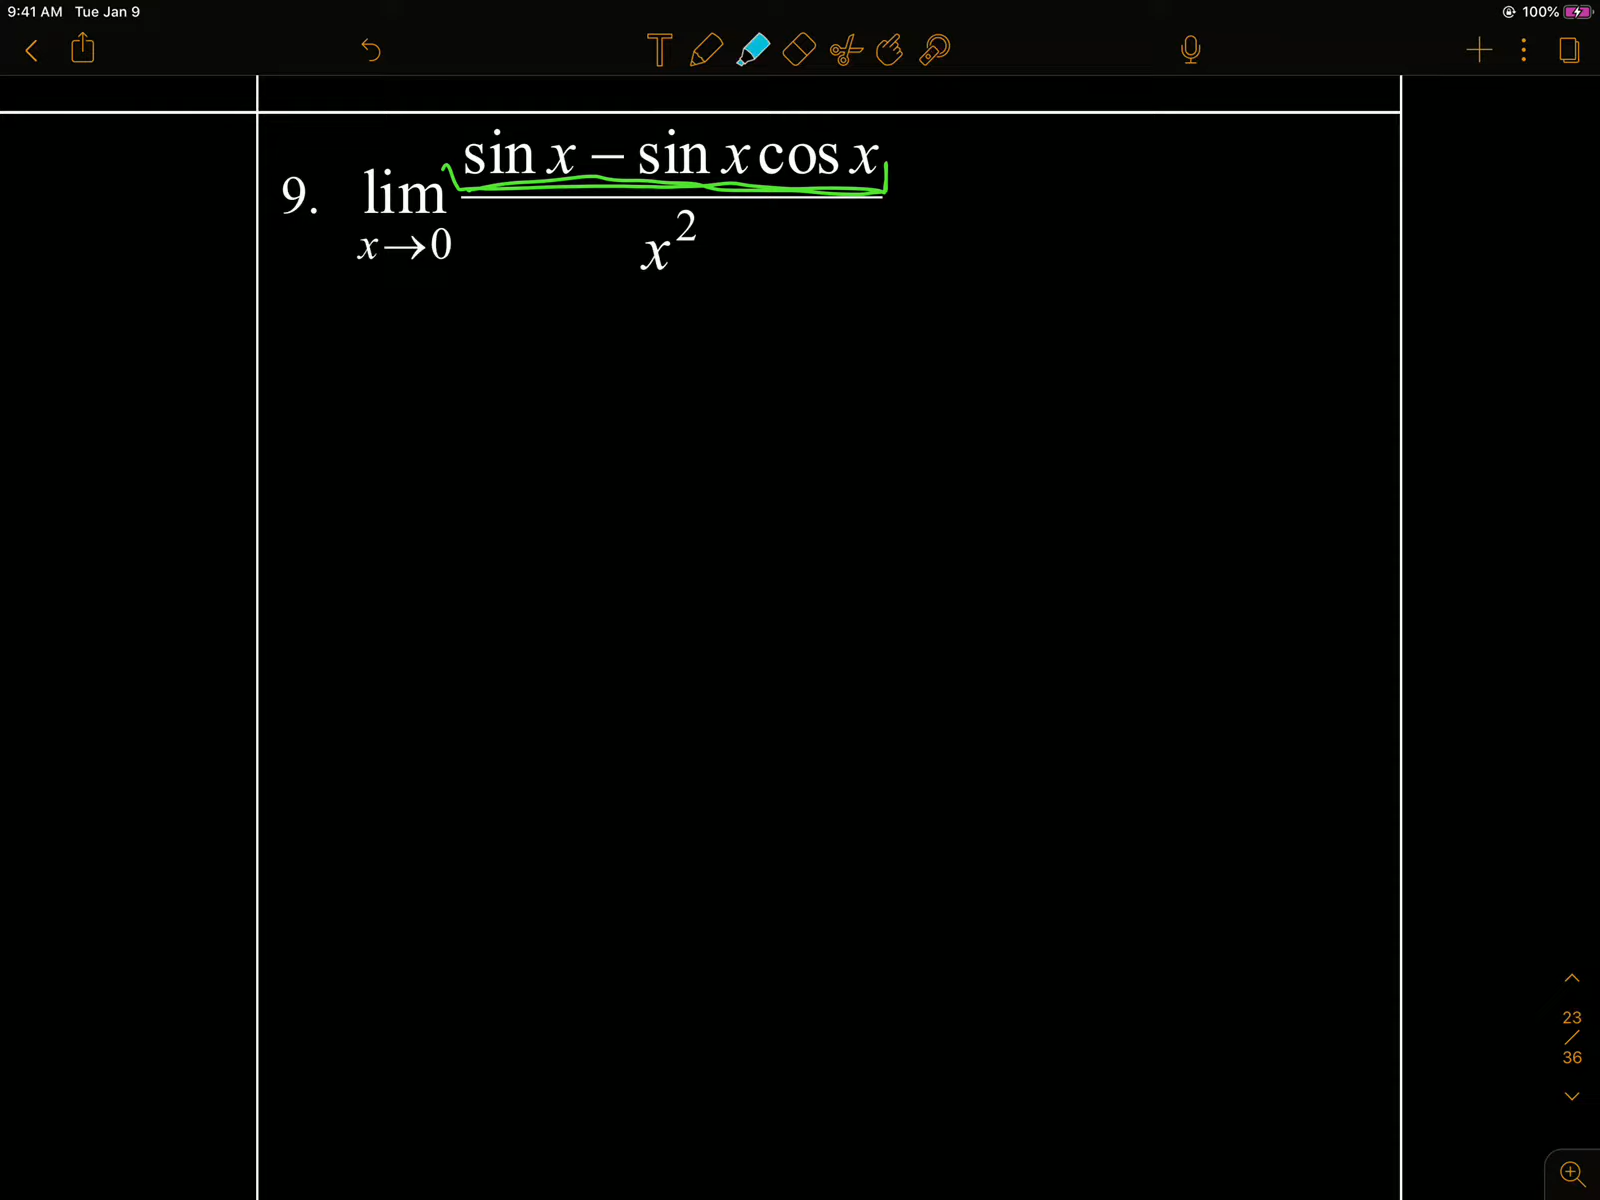 9:41 AM Tue Jan 9
100%
9. lim x→0 (sin x − sin x cos x) / x²
23
/
36